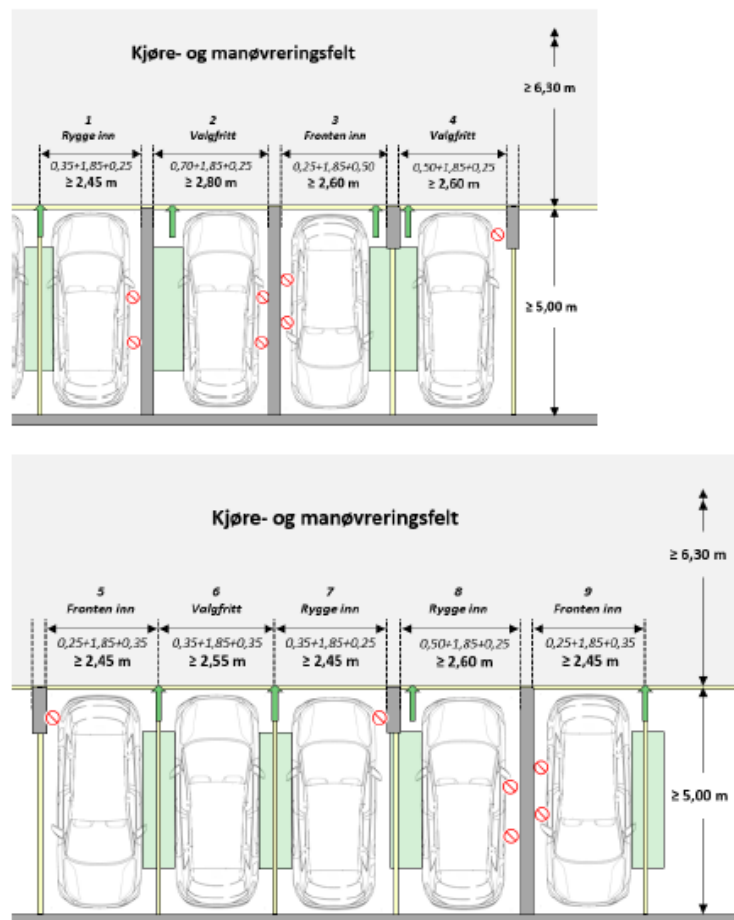 Kjøre- og manøvreringsfelt
≥ 6,30 m
1
Rygge inn
0,35+1,85+0,25
≥ 2,45 m
2
Valgfritt
0,70+1,85+0,25
≥ 2,80 m
3
Fronten inn
0,25+1,85+0,50
≥ 2,60 m
4
Valgfritt
0,50+1,85+0,25
≥ 2,60 m
≥ 5,00 m
Kjøre- og manøvreringsfelt
≥ 6,30 m
5
Fronten inn
0,25+1,85+0,35
≥ 2,45 m
6
Valgfritt
0,35+1,85+0,35
≥ 2,55 m
7
Rygge inn
0,35+1,85+0,25
≥ 2,45 m
8
Rygge inn
0,50+1,85+0,25
≥ 2,60 m
9
Fronten inn
0,25+1,85+0,35
≥ 2,45 m
≥ 5,00 m